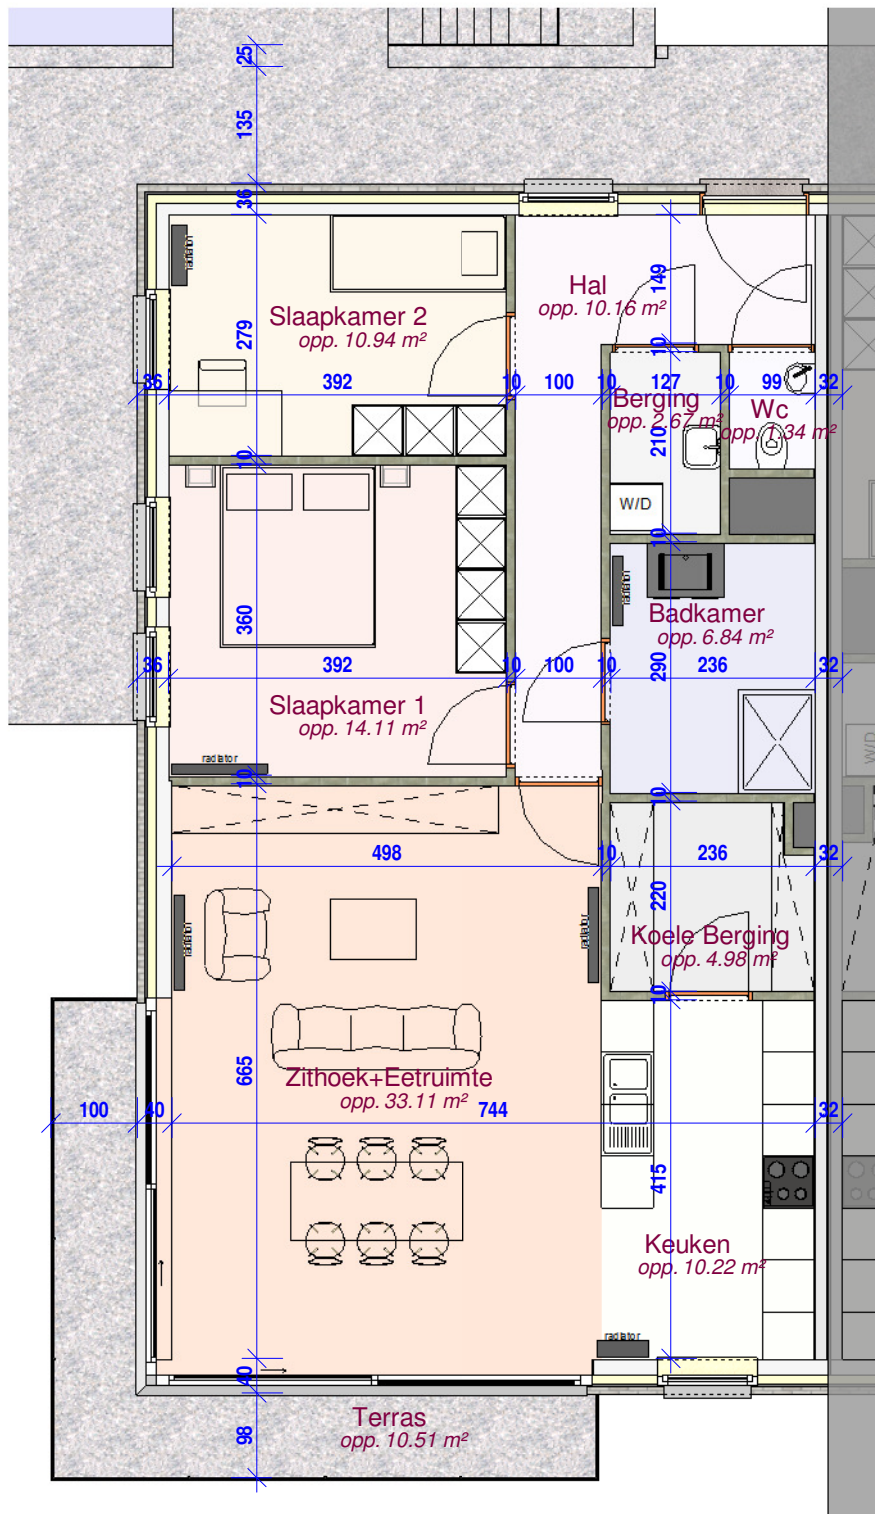 25
135
36
radiator
Hal
opp. 10.16 m²
149
Slaapkamer 2
opp. 10.94 m²
279
10
36
392
10
100
10
127
10
99
32
Berging
opp. 2.67 m²
Wc
opp. 1.34 m²
210
10
W/D
10
radiator
Badkamer
opp. 6.84 m²
360
290
36
392
10
100
10
236
32
Slaapkamer 1
opp. 14.11 m²
radiator
10
10
W/D
498
10
236
32
220
radiator
radiator
Koele Berging
opp. 4.98 m²
10
665
Zithoek+Eetruimte
opp. 33.11 m²
100
40
744
32
415
Keuken
opp. 10.22 m²
radiator
40
Terras
opp. 10.51 m²
98